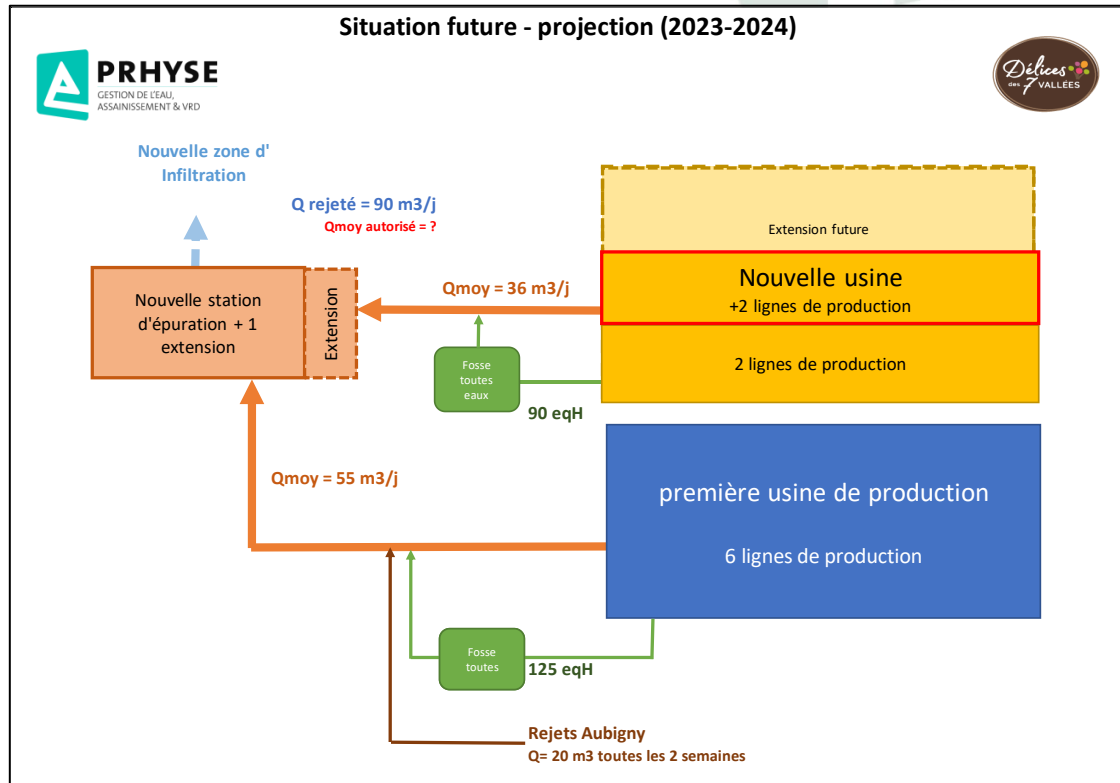 Situation future - projection (2023-2024)
PRHYSE
GESTION DE L'EAU,
ASSAINISSEMENT & VRD
Délices
des 7 VALLÉES
Nouvelle zone d'
Infiltration
Q rejeté = 90 m3/j
Qmoy autorisé = ?
Extension future
Nouvelle usine
+2 lignes de production
Qmoy = 36 m3/j
Nouvelle station
d'épuration + 1
extension
Extension
2 lignes de production
Fosse
toutes
eaux
90 eqH
Qmoy = 55 m3/j
première usine de production
6 lignes de production
Fosse
toutes
125 eqH
Rejets Aubigny
Q= 20 m3 toutes les 2 semaines